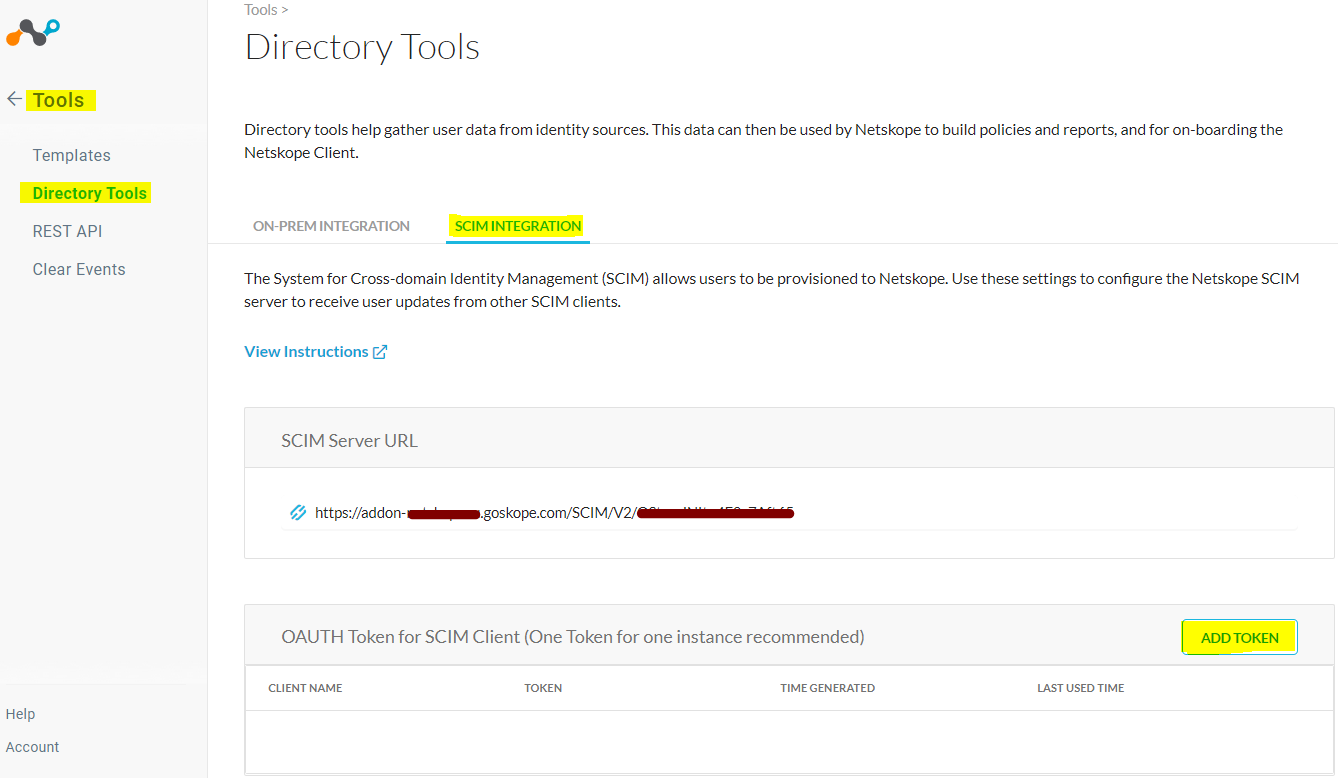 Tools >
Directory Tools
Tools
Templates
Directory Tools
REST API
Clear Events
Help
Account
Directory tools help gather user data from identity sources. This data can then be used by Netskope to build policies and reports, and for on-boarding the
Netskope Client.
ON-PREM INTEGRATION
SCIM INTEGRATION
The System for Cross-domain Identity Management (SCIM) allows users to be provisioned to Netskope. Use these settings to configure the Netskope SCIM
server to receive user updates from other SCIM clients.
View Instructions
SCIM Server URL
https://addon- .goskope.com/SCIM/V2/
OAUTH Token for SCIM Client (One Token for one instance recommended)
ADD TOKEN
CLIENT NAME TOKEN TIME GENERATED LAST USED TIME